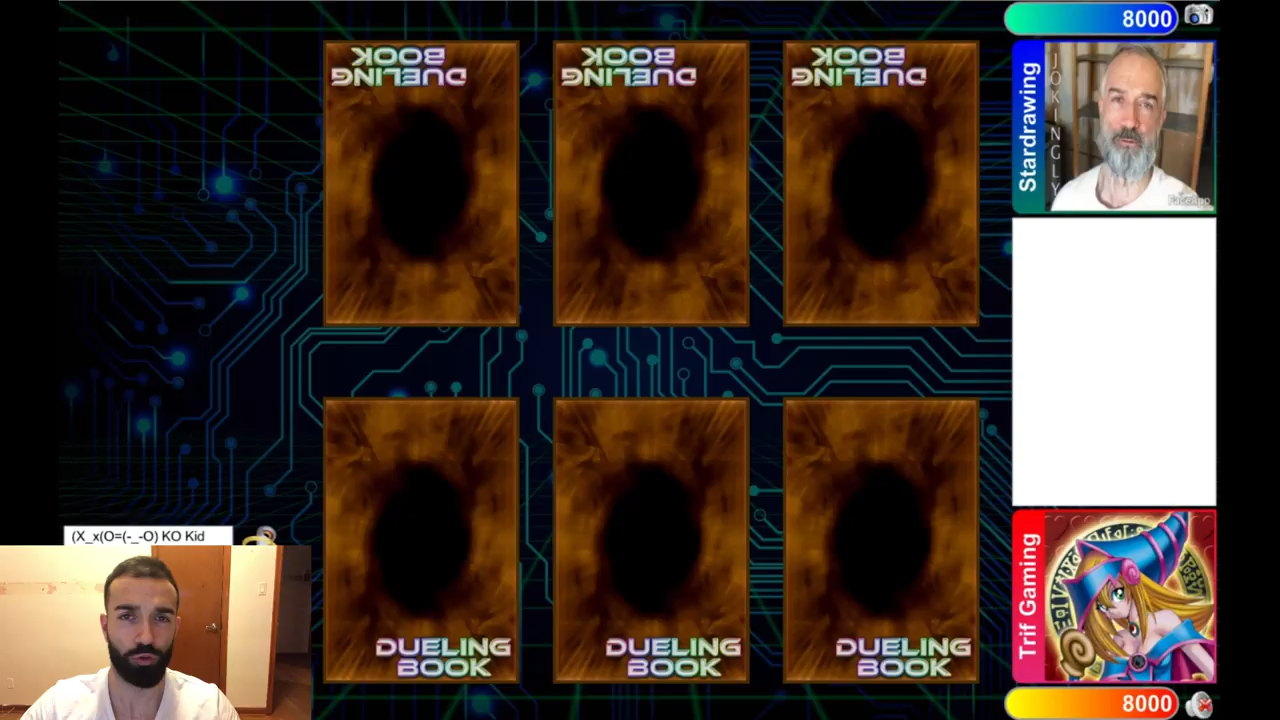 8000
BOOK
DUELING
BOOK
DUELING
BOOK
DUELING
Stardrawing
JOKINGLY
FaceApp
(X_x(O=(-_-O) KO Kid
DUELING
BOOK
DUELING
BOOK
DUELING
BOOK
Trif Gaming
8000